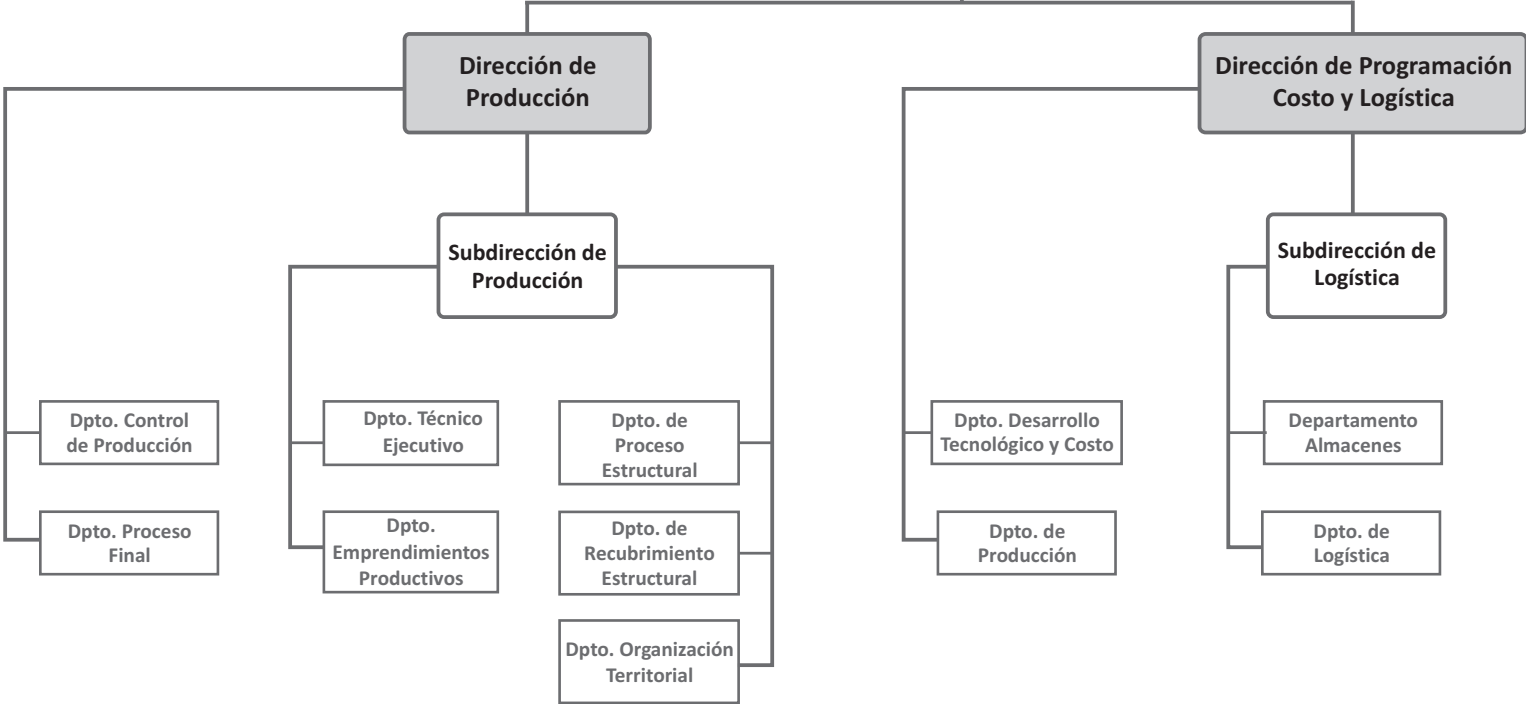 Dirección de
Producción
Dirección de Programación
Costo y Logística
Subdirección de
Producción
Subdirección de
Logística
Dpto. Control
de Producción
Dpto. Proceso
Final
Dpto. Técnico
Ejecutivo
Dpto.
Emprendimientos
Productivos
Dpto. de
Proceso
Estructural
Dpto. de
Recubrimiento
Estructural
Dpto. Organización
Territorial
Dpto. Desarrollo
Tecnológico y Costo
Dpto. de
Producción
Departamento
Almacenes
Dpto. de
Logística